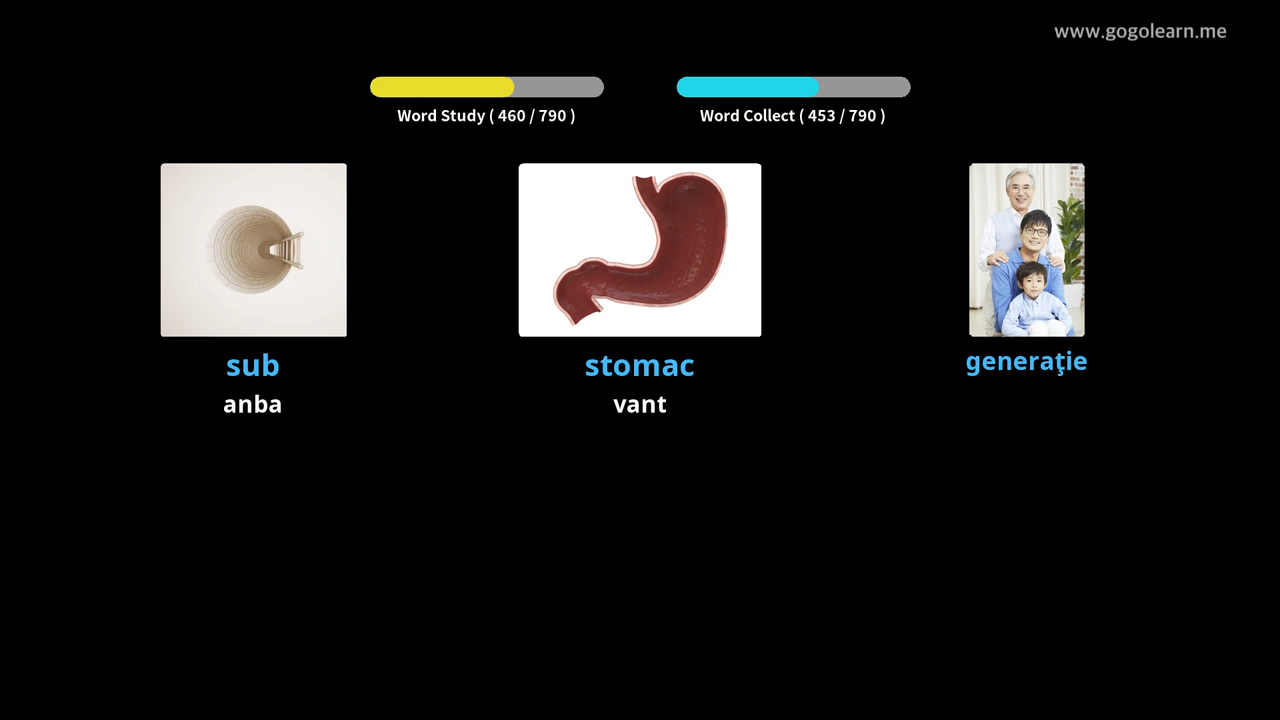 www.gogolearn.me
Word Study ( 460 / 790 )
Word Collect ( 453 / 790 )
sub
anba
stomac
vant
generaţie